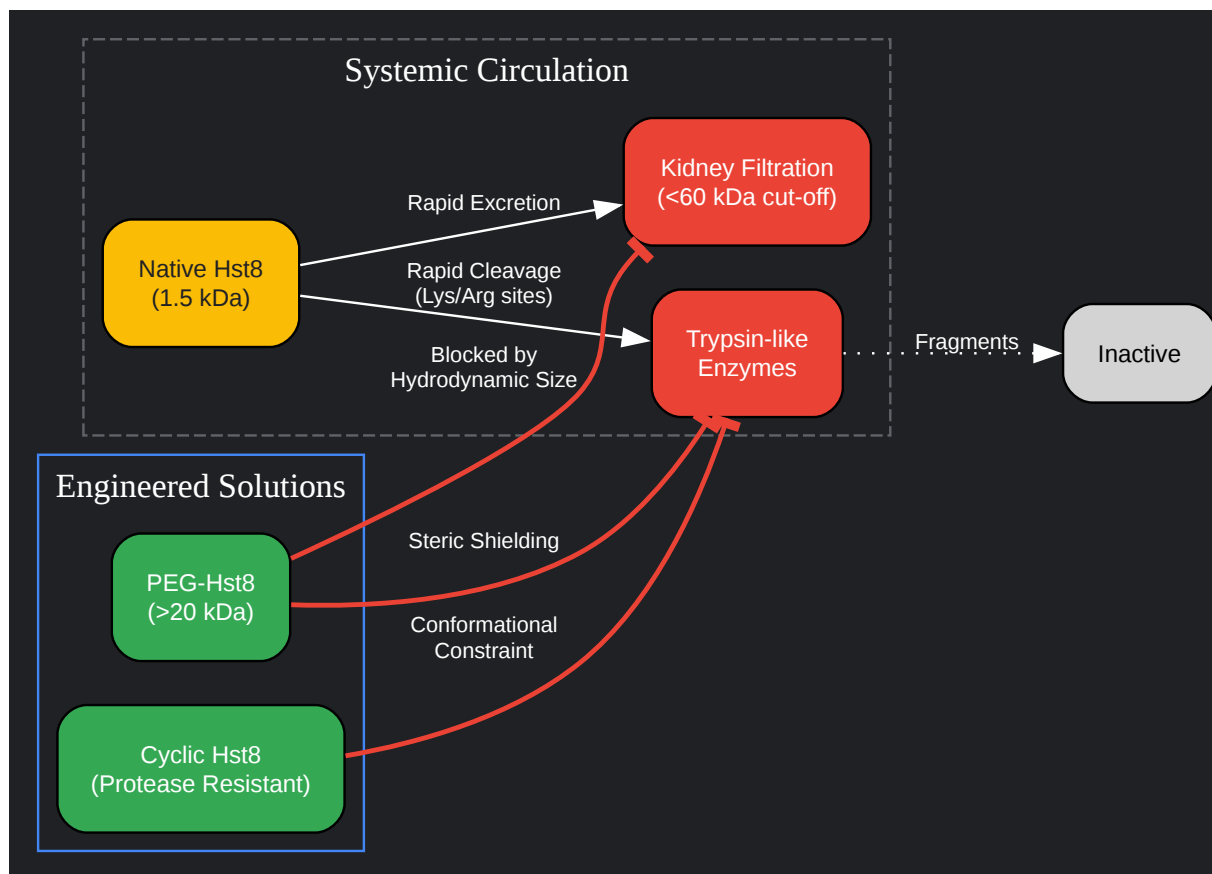 Systemic Circulation
Kidney Filtration
(<60 kDa cut-off)
Rapid Excretion
Native Hst8
(1.5 kDa)
Rapid Cleavage
(Lys/Arg sites)
Trypsin-like
Enzymes
Fragments
Inactive
Blocked by
Hydrodynamic Size
Engineered Solutions
PEG-Hst8
(>20 kDa)
Steric Shielding
Conformational
Constraint
Cyclic Hst8
(Protease Resistant)